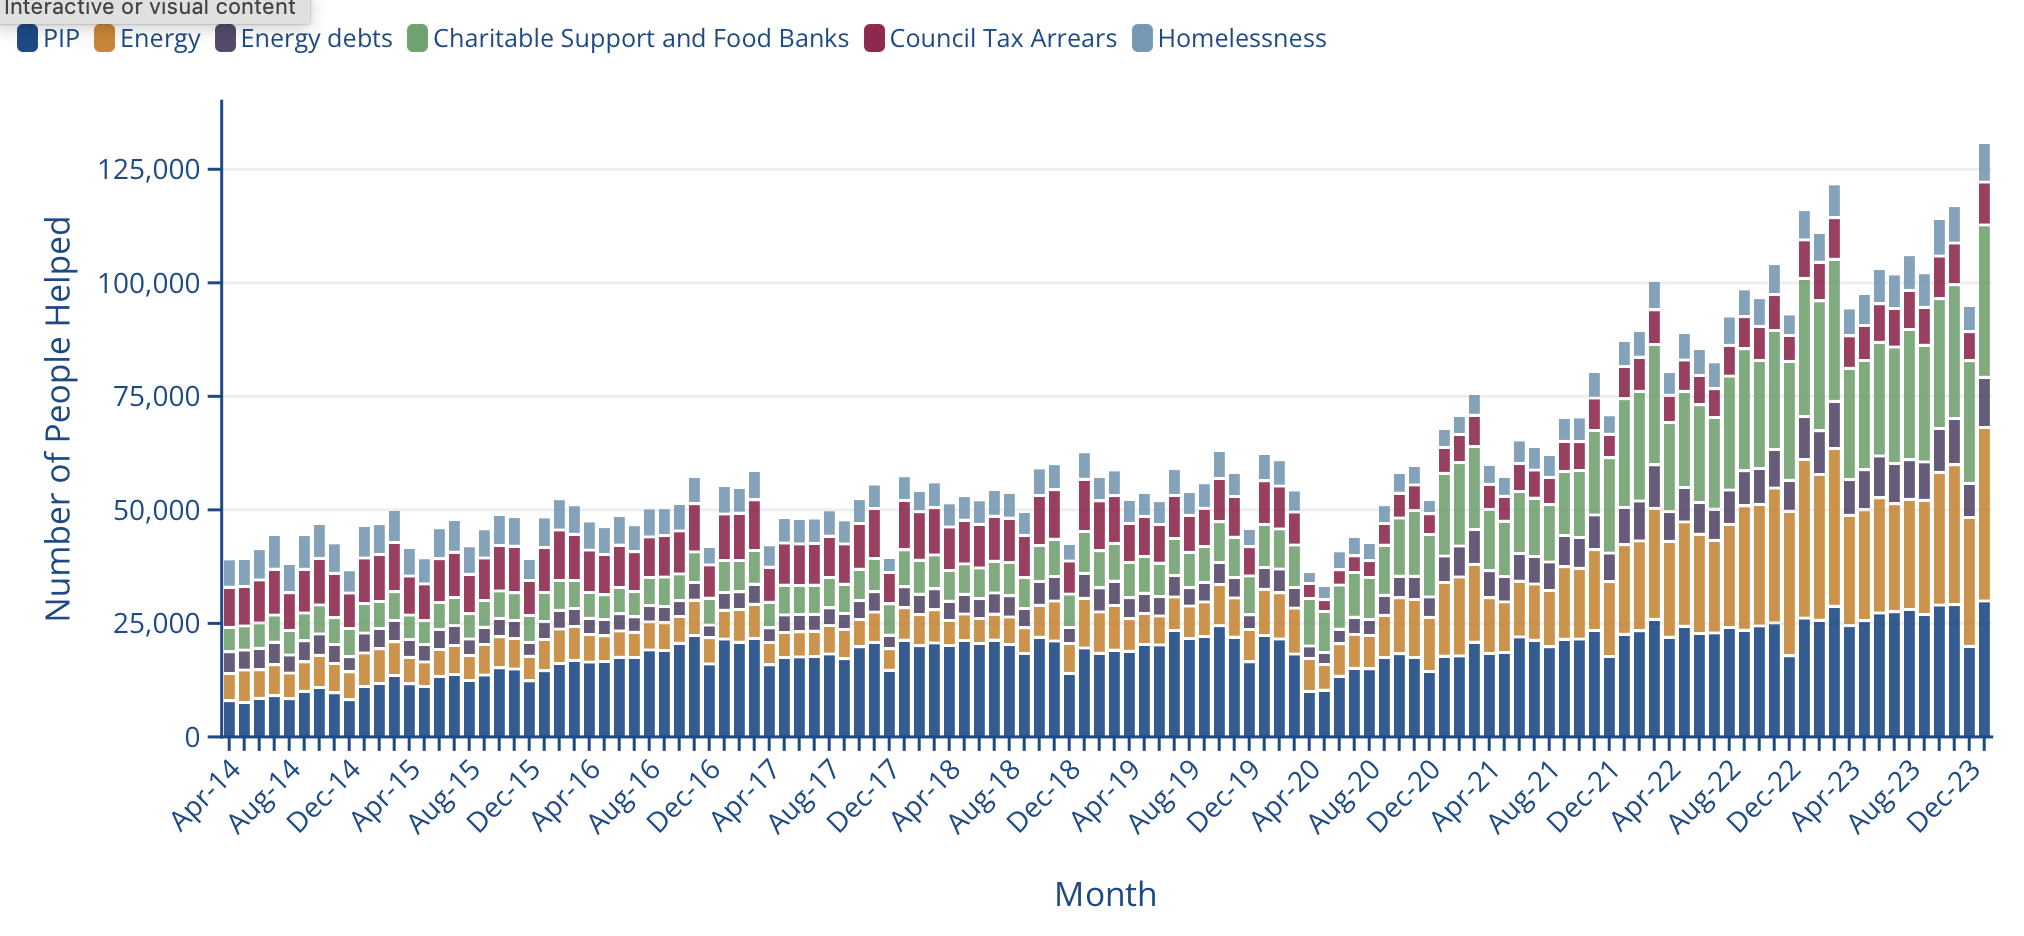 Interactive or visual content
PIP Energy Energy debts Charitable Support and Food Banks Council Tax Arrears Homelessness
Number of People Helped
125,000
100,000
75,000
50,000
25,000
0
Apr-14 Aug-14 Dec-14 Apr-15 Aug-15 Dec-15 Apr-16 Aug-16 Dec-16 Apr-17 Aug-17 Dec-17 Apr-18 Aug-18 Dec-18 Apr-19 Aug-19 Dec-19 Apr-20 Aug-20 Dec-20 Apr-21 Aug-21 Dec-21 Apr-22 Aug-22 Dec-22 Apr-23 Aug-23 Dec-23
Month